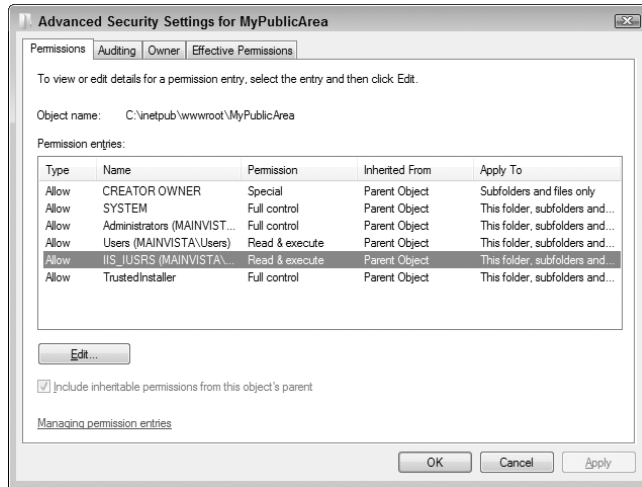 Advanced Security Settings for MyPublicArea
Permissions Auditing Owner Effective Permissions
To view or edit details for a permission entry, select the entry and then click Edit.
Object name: C:\inetpub\wwwroot\MyPublicArea
Permission entries:
Type Name Permission Inherited From Apply To
Allow CREATOR OWNER Special Parent Object Subfolders and files only
Allow SYSTEM Full control Parent Object This folder, subfolders and...
Allow Administrators (MAINVIST... Full control Parent Object This folder, subfolders and...
Allow Users (MAINVISTA\Users) Read & execute Parent Object This folder, subfolders and...
Allow IIS_IUSRS (MAINVISTA\... Read & execute Parent Object This folder, subfolders and...
Allow TrustedInstaller Full control Parent Object This folder, subfolders and...
Edit...
Include inheritable permissions from this object's parent
Managing permission entries
OK Cancel Apply